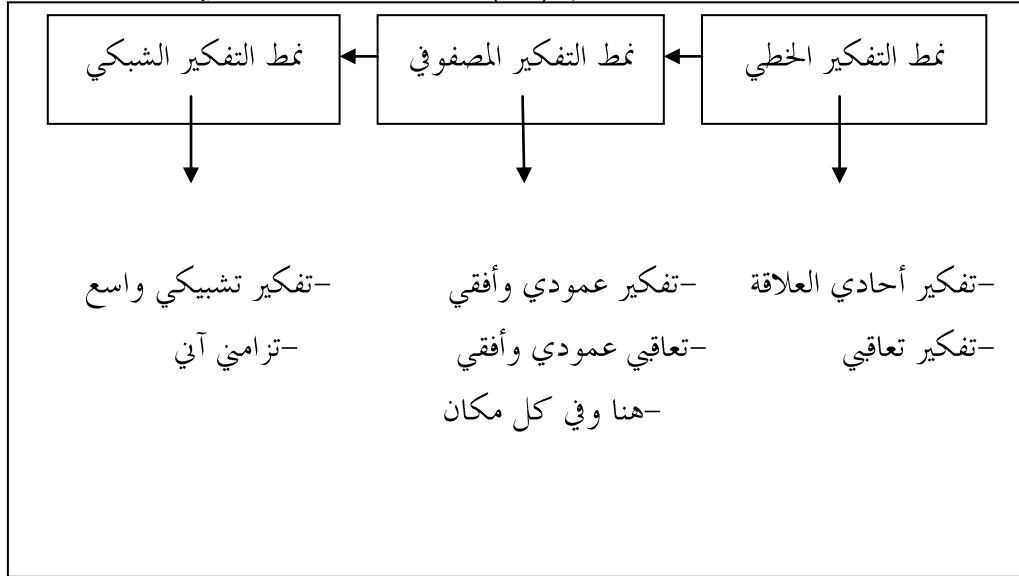 نمط التفكير الخطي
نمط التفكير المصفوفي
نمط التفكير الشبكي
-تفكير أحادي العلاقة
-تفكير تعاقبي
-تفكير عمودي وأفقي
-تعاقبي عمودي وأفقي
-هنا وفي كل مكان
-تفكير تشبيكي واسع
-تزامني آني